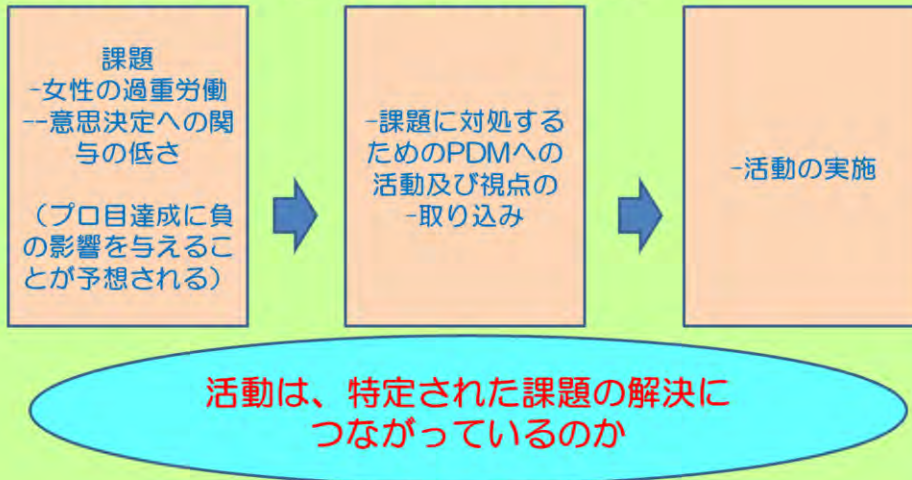 課題
-女性の過重労働
--意思決定への関
与の低さ
（プロ目達成に負
の影響を与えるこ
とが予想される）
-課題に対処する
ためのPDMへの
活動及び視点の
-取り込み
-活動の実施
活動は、特定された課題の解決に
つながっているのか